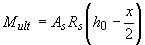 M_ult = A_s R_s (h_0 − x/2)